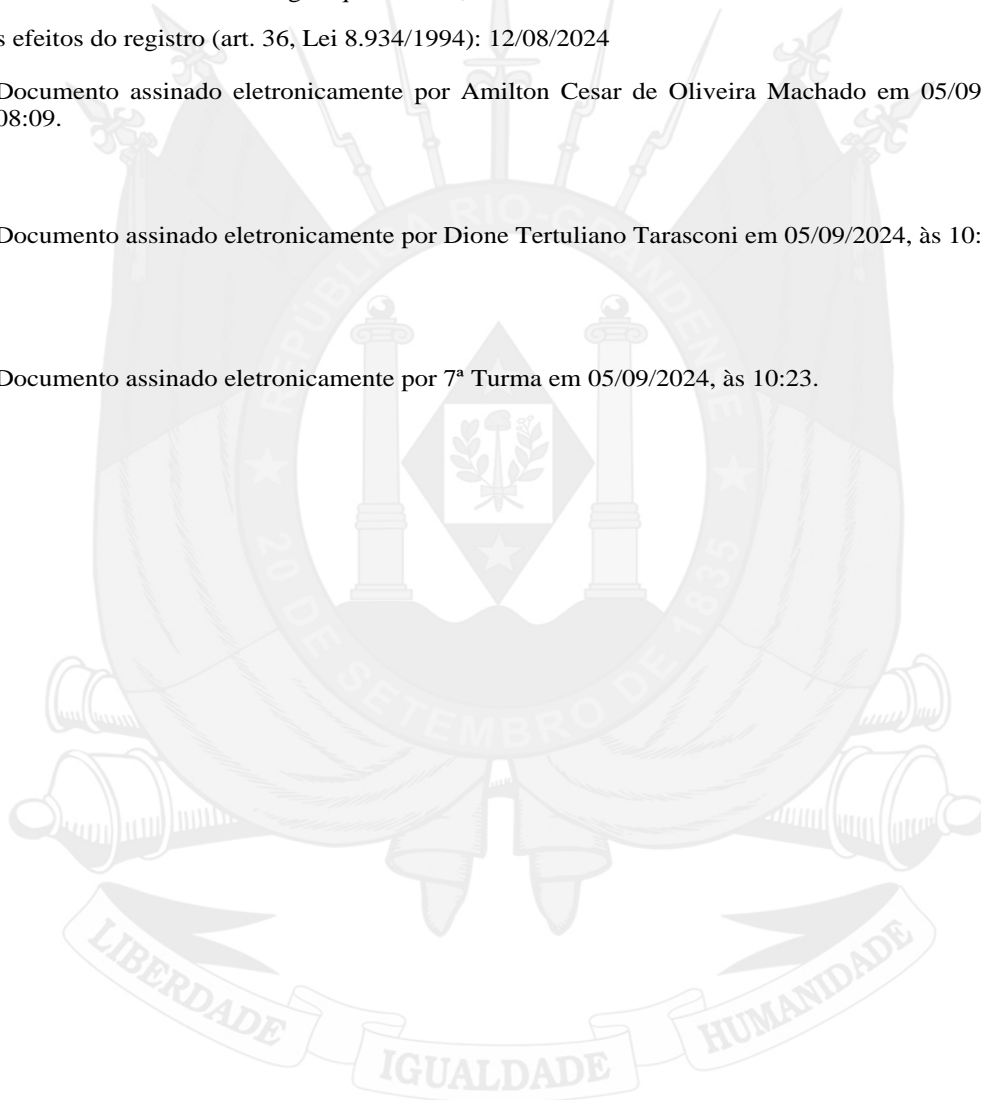 s efeitos do registro (art. 36, Lei 8.934/1994): 12/08/2024
Documento assinado eletronicamente por Amilton Cesar de Oliveira Machado em 05/09
08:09.
Documento assinado eletronicamente por Dione Tertuliano Tarasconi em 05/09/2024, às 10:
Documento assinado eletronicamente por 7ª Turma em 05/09/2024, às 10:23.
REPÚBLICA RIO-GRANDENSE
20 DE SETEMBRO DE 1835
LIBERDADE
IGUALDADE
HUMANIDADE